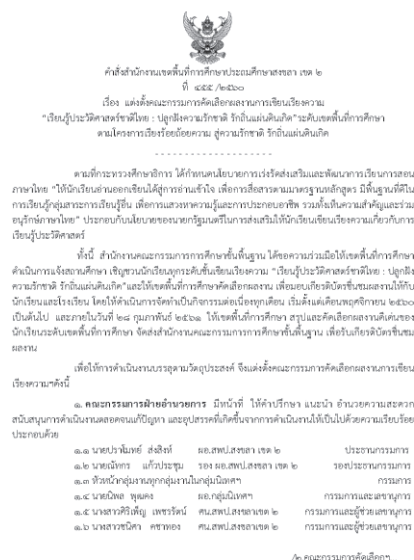 คำสั่งสำนักงานเขตพื้นที่การศึกษาประถมศึกษาสงขลา เขต ๒
ที่ ๔๕๕ /๒๕๖๐
เรื่อง แต่งตั้งคณะกรรมการคัดเลือกผลงานการเขียนเรียงความ
"เรียนรู้ประวัติศาสตร์ชาติไทย : ปลูกฝังความรักชาติ รักถิ่นแผ่นดินเกิด"ระดับเขตพื้นที่การศึกษา
ตามโครงการเรียงร้อยถ้อยความ สู่ความรักชาติ รักถิ่นแผ่นดินเกิด
- - - - - - - - - - - - - - - - - - - -
ตามที่กระทรวงศึกษาธิการ ได้กำหนดนโยบายการเร่งรัดส่งเสริมและพัฒนาการเรียนการสอน
ภาษาไทย "ให้นักเรียนอ่านออกเขียนได้สู่การอ่านเข้าใจ เพื่อการสื่อสารตามมาตรฐานหลักสูตร มีพื้นฐานที่ดีใน
การเรียนรู้กลุ่มสาระการเรียนรู้อื่น เพื่อการแสวงหาความรู้และการประกอบอาชีพ รวมทั้งเห็นความสำคัญและร่วม
อนุรักษ์ภาษาไทย" ประกอบกับนโยบายของนายกรัฐมนตรีในการส่งเสริมให้นักเรียนเขียนเรียงความเกี่ยวกับการ
เรียนรู้ประวัติศาสตร์
ทั้งนี้ สำนักงานคณะกรรมการการศึกษาขั้นพื้นฐาน ได้ขอความร่วมมือให้เขตพื้นที่การศึกษา
ดำเนินการแจ้งสถานศึกษา เชิญชวนนักเรียนทุกระดับชั้นเขียนเรียงความ "เรียนรู้ประวัติศาสตร์ชาติไทย : ปลูกฝัง
ความรักชาติ รักถิ่นแผ่นดินเกิด"และให้เขตพื้นที่การศึกษาคัดเลือกผลงาน เพื่อมอบเกียรติบัตรชื่นชมผลงานให้กับ
นักเรียนและโรงเรียน โดยให้ดำเนินการจัดทำเป็นกิจกรรมต่อเนื่องทุกเดือน เริ่มตั้งแต่เดือนพฤศจิกายน ๒๕๖๐
เป็นต้นไป และภายในวันที่ ๒๘ กุมภาพันธ์ ๒๕๖๑ ให้เขตพื้นที่การศึกษา สรุปและคัดเลือกผลงานดีเด่นของ
นักเรียนระดับเขตพื้นที่การศึกษา จัดส่งสำนักงานคณะกรรมการการศึกษาขั้นพื้นฐาน เพื่อรับเกียรติบัตรชื่นชม
ผลงาน
เพื่อให้การดำเนินงานบรรลุตามวัตถุประสงค์ จึงแต่งตั้งคณะกรรมการคัดเลือกผลงานการเขียน
เรียงความดังนี้
๑. คณะกรรมการฝ่ายอำนวยการ มีหน้าที่ ให้คำปรึกษา แนะนำ อำนวยความสะดวก
สนับสนุนการดำเนินงานตลอดจนแก้ปัญหา และอุปสรรคที่เกิดขึ้นจากการดำเนินงานให้เป็นไปด้วยความเรียบร้อย
ประกอบด้วย
๑.๑ นายปราโมทย์ ส่งสิงห์ ผอ.สพป.สงขลา เขต ๒ ประธานกรรมการ
๑.๒ นายณัทกร แก้วประชุม รอง ผอ.สพป.สงขลา เขต ๒ รองประธานกรรมการ
๑.๓ หัวหน้ากลุ่มงานทุกกลุ่มงานในกลุ่มนิเทศฯ กรรมการ
๑.๔ นายนิพล พุฒคง ผอ.กลุ่มนิเทศฯ กรรมการและเลขานุการ
๑.๕ นางสาวศิริเพ็ญ เพชรรัตน์ ศน.สพป.สงขลาเขต ๒ กรรมการและผู้ช่วยเลขานุการ
๑.๖ นางสาวชนิศา คชาทอง ศน.สพป.สงขลาเขต ๒ กรรมการและผู้ช่วยเลขานุการ
/๒.คณะกรรมการคัดเลือกฯ...